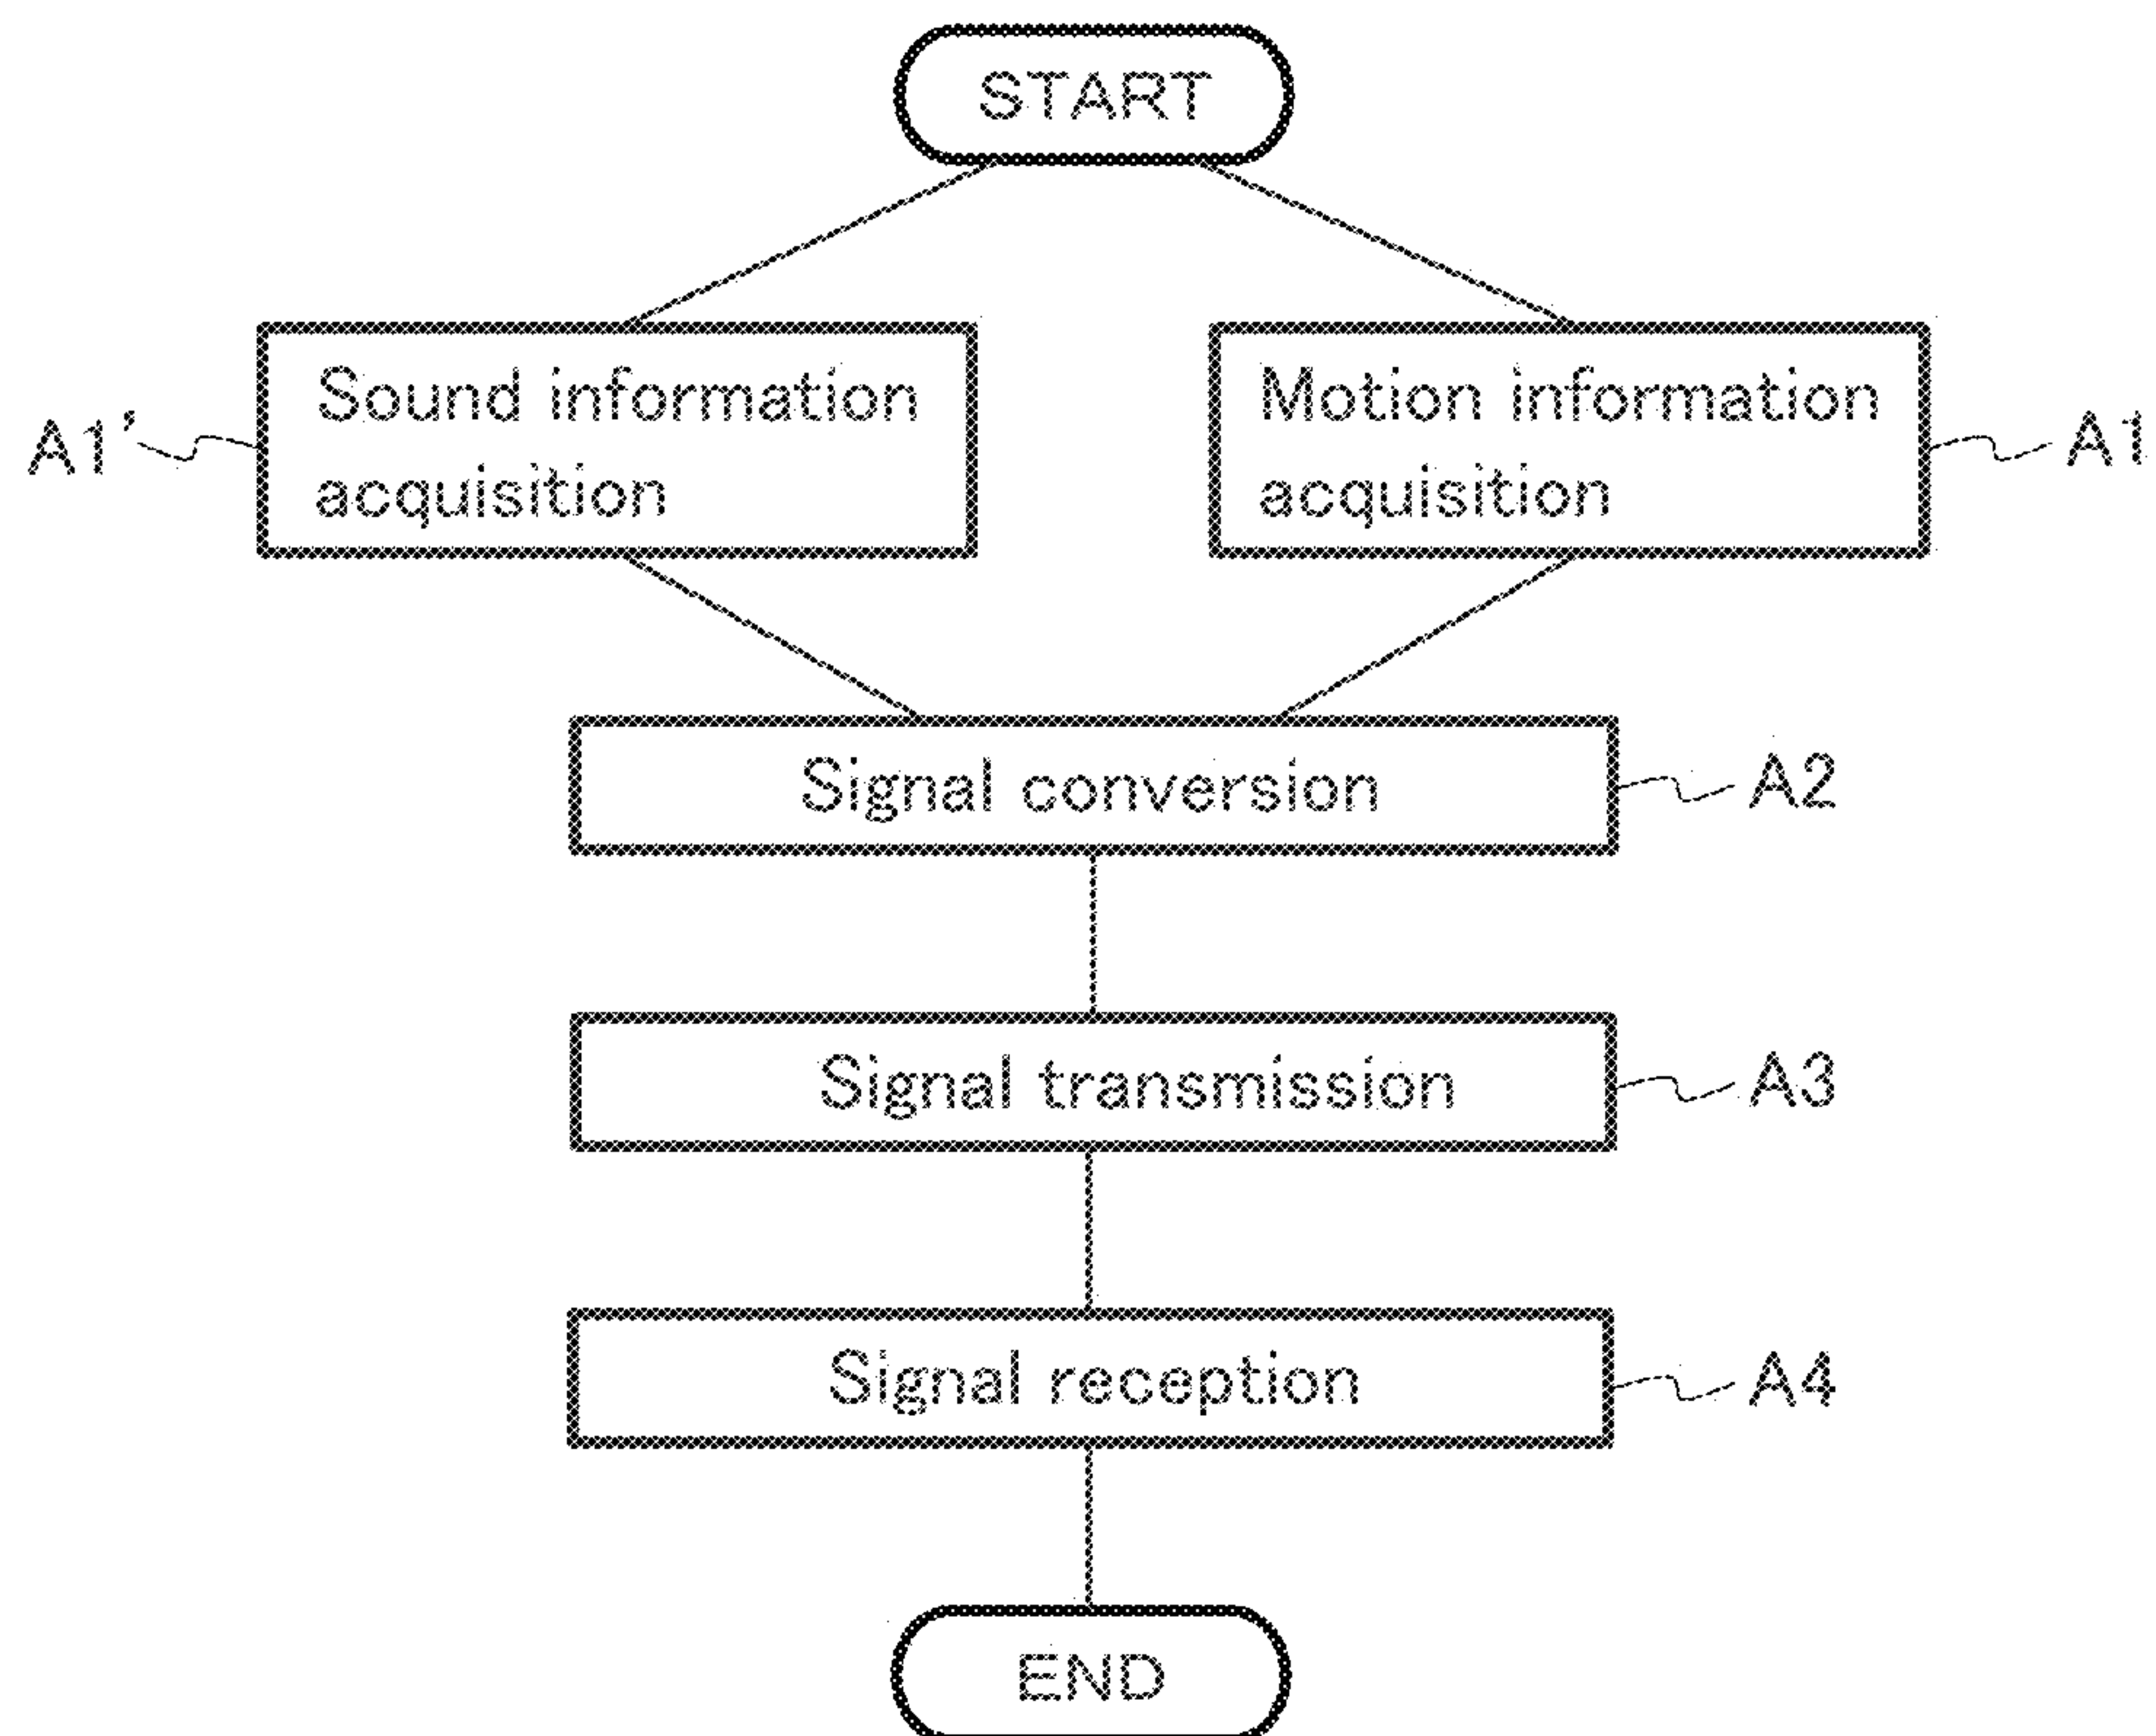 START
A1'
Sound information
acquisition
Motion information
acquisition
A1
Signal conversion
A2
Signal transmission
A3
Signal reception
A4
END